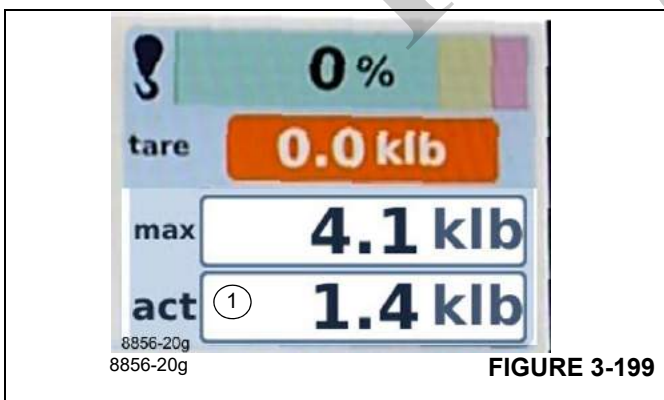 0%
tare 0.0 klb
max 4.1 klb
act 1 1.4 klb
8856-20g
8856-20g
FIGURE 3-199